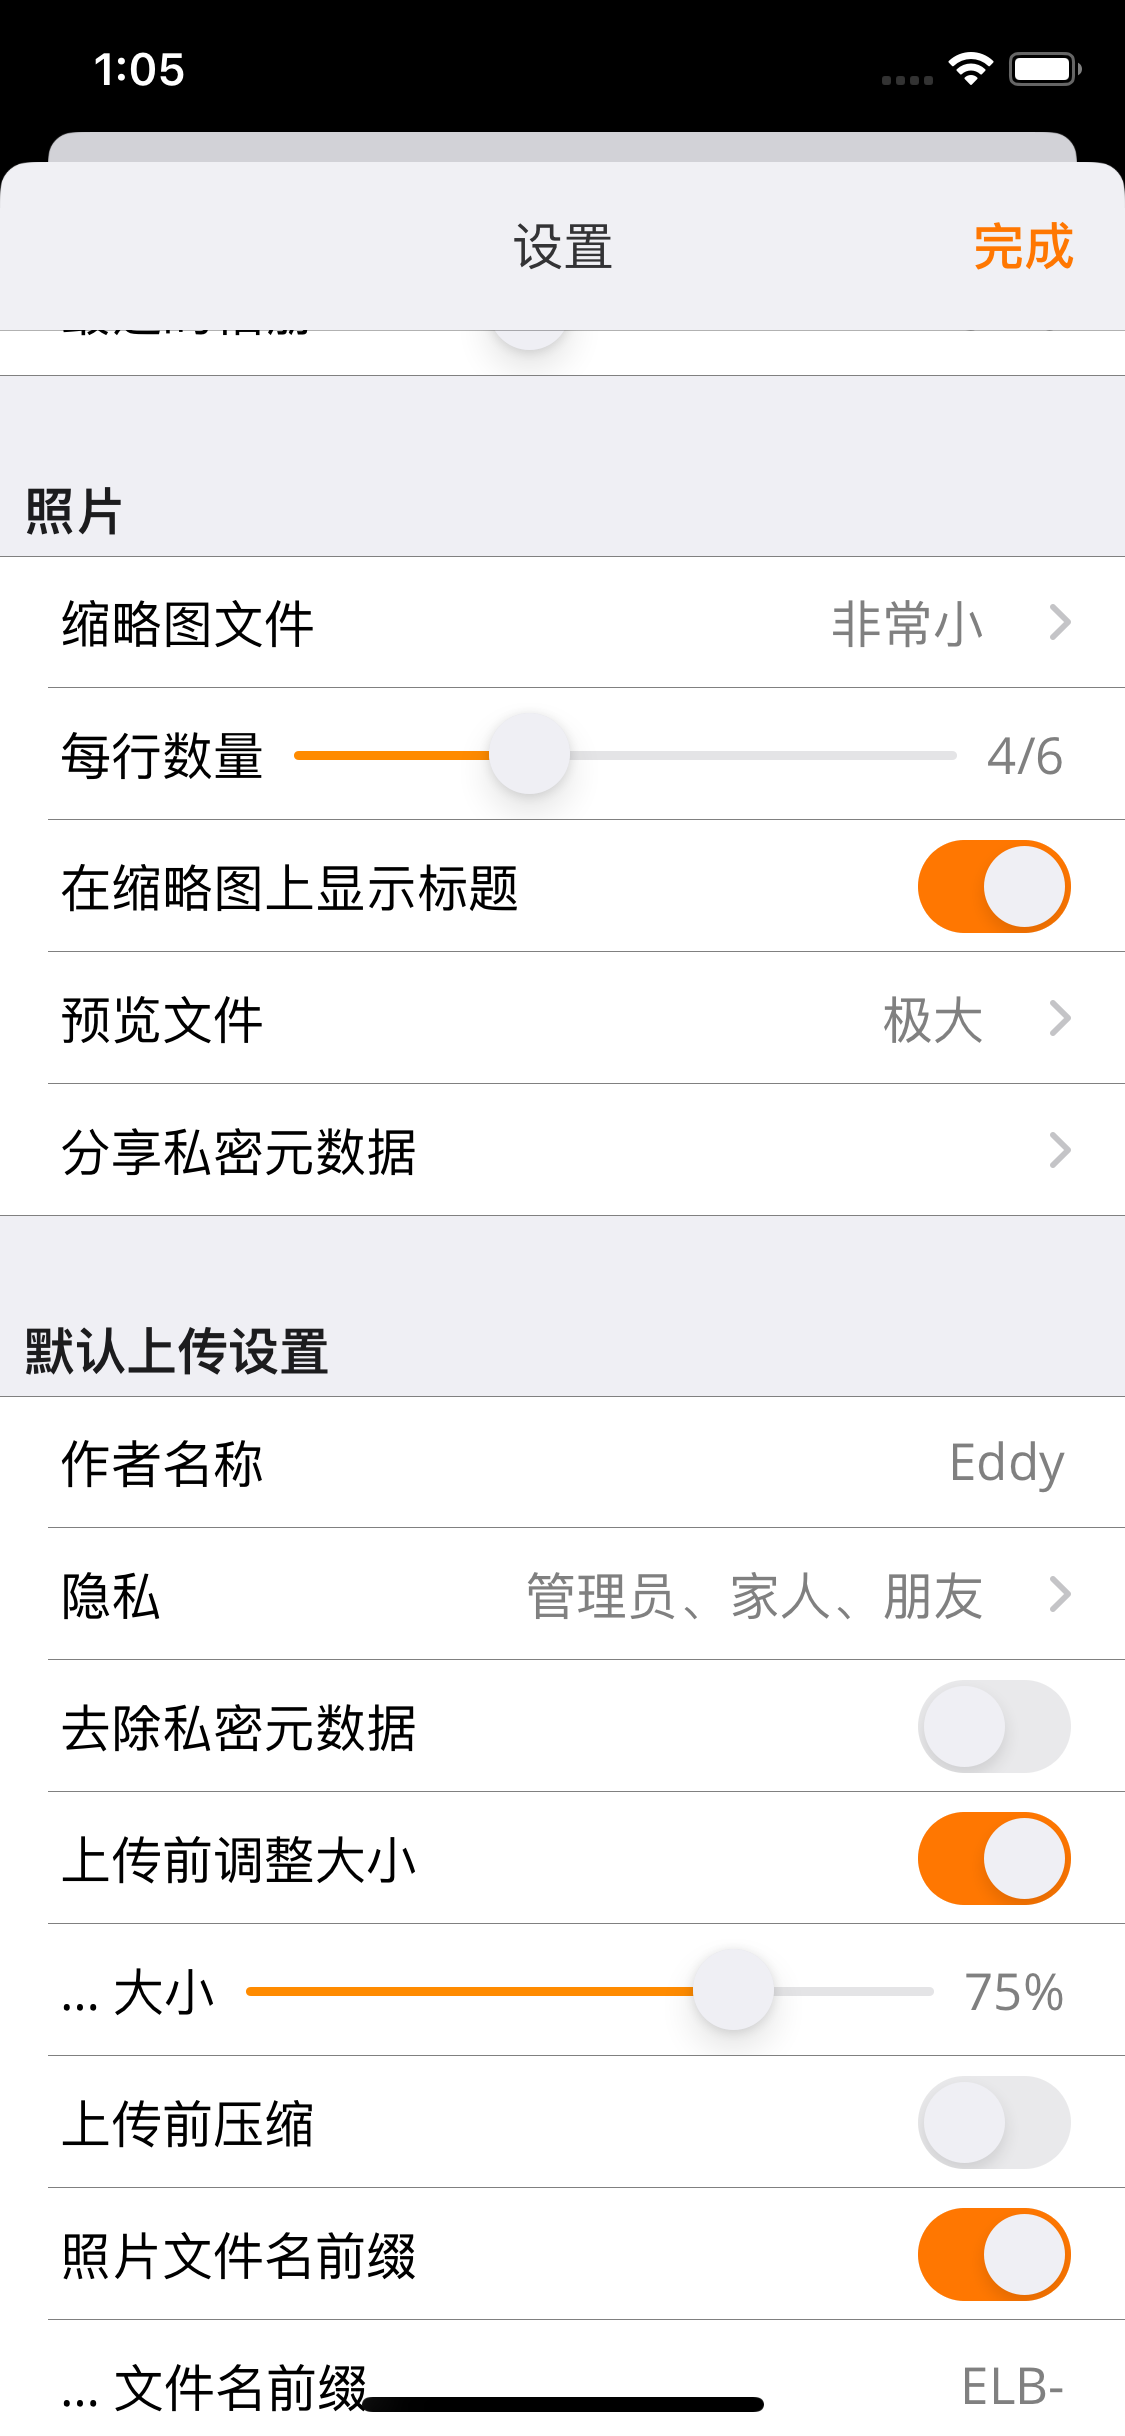 1:05
设置
完成
照片
缩略图文件
非常小
每行数量
4/6
在缩略图上显示标题
预览文件
极大
分享私密元数据
默认上传设置
作者名称
Eddy
隐私
管理员、家人、朋友
去除私密元数据
上传前调整大小
... 大小
75%
上传前压缩
照片文件名前缀
... 文件名前缀
ELB-